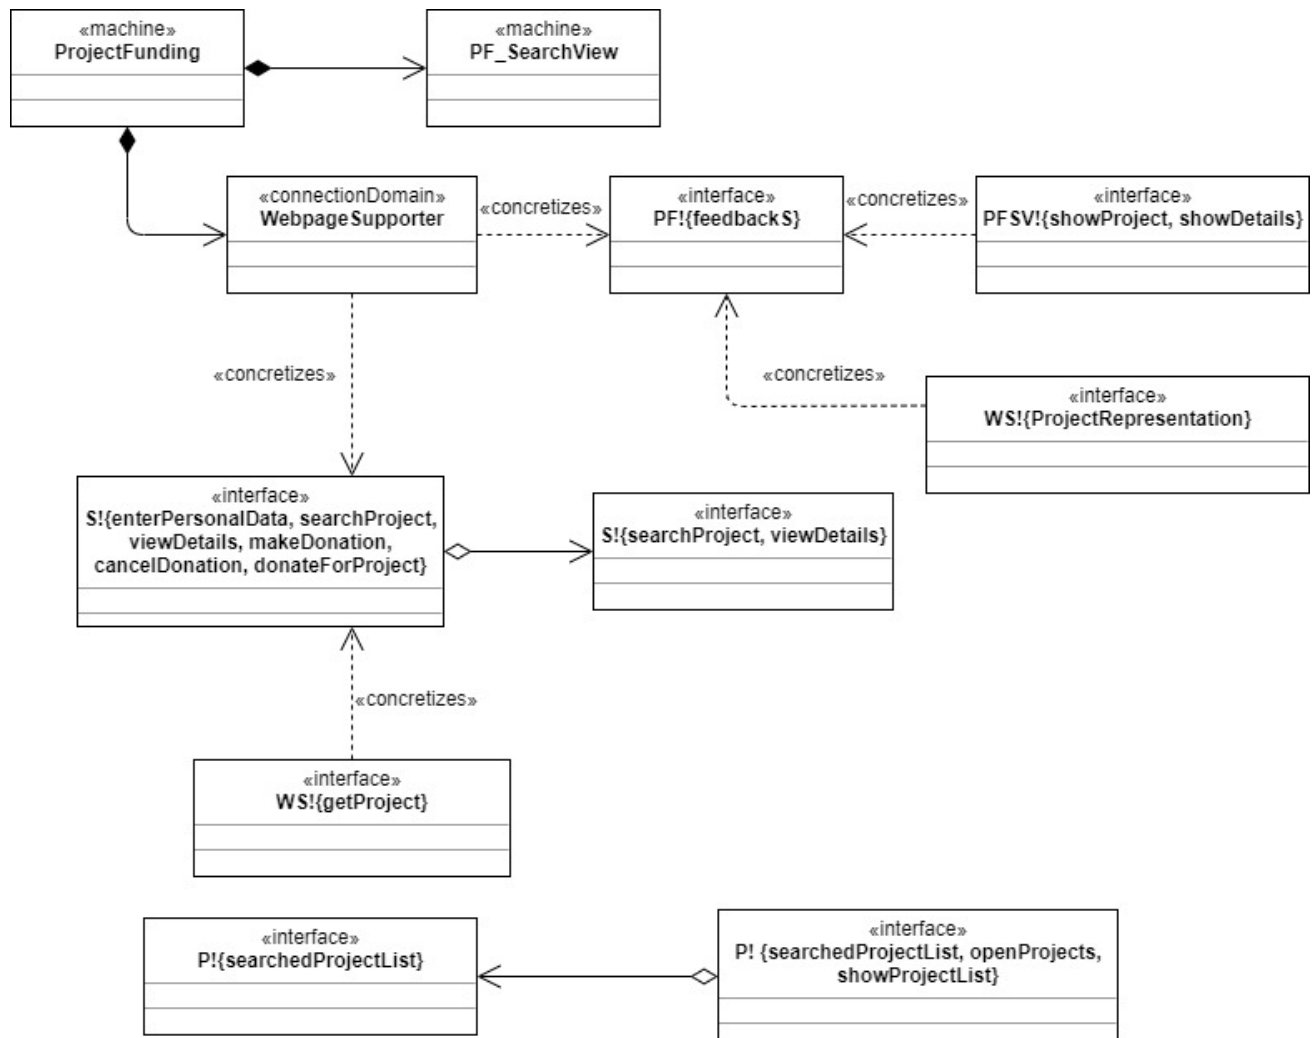 «machine»
ProjectFunding
«machine»
PF_SearchView
«connectionDomain»
WebpageSupporter
«concretizes»
«interface»
PF!{feedbackS}
«concretizes»
«interface»
PFSV!{showProject, showDetails}
«concretizes»
«concretizes»
«interface»
WS!{ProjectRepresentation}
«interface»
S!{enterPersonalData, searchProject,
viewDetails, makeDonation,
cancelDonation, donateForProject}
«interface»
S!{searchProject, viewDetails}
«concretizes»
«interface»
WS!{getProject}
«interface»
P!{searchedProjectList}
«interface»
P! {searchedProjectList, openProjects,
showProjectList}